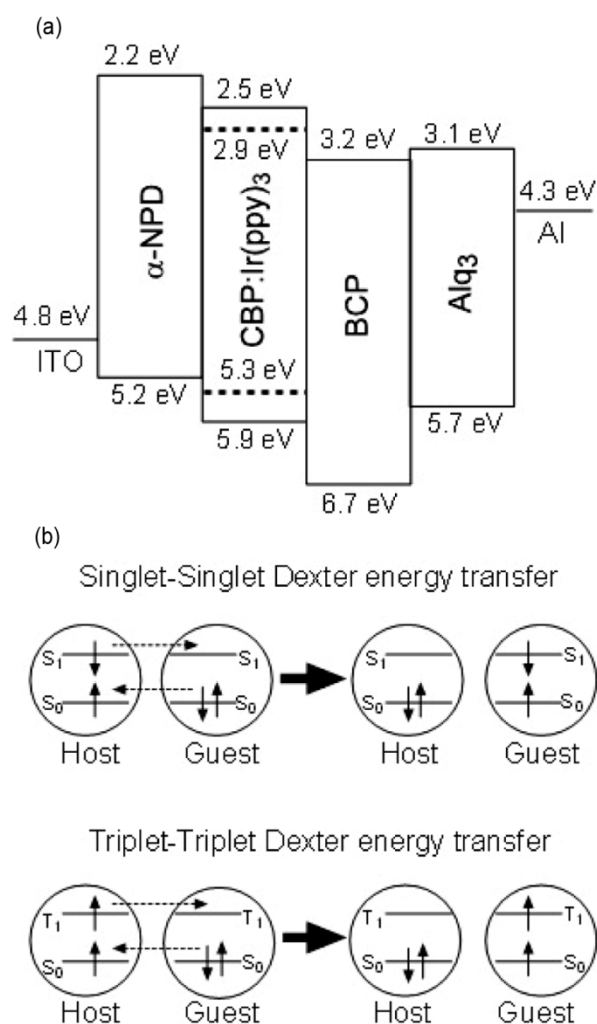 (a)
2.2 eV
2.5 eV
2.9 eV
3.2 eV
3.1 eV
4.3 eV
Al
α-NPD
CBP:Ir(ppy)3
BCP
Alq3
4.8 eV
ITO
5.2 eV
5.3 eV
5.9 eV
5.7 eV
6.7 eV
(b)
Singlet-Singlet Dexter energy transfer
S1 S1 S1 S1
S0 S0 S0 S0
Host Guest Host Guest
Triplet-Triplet Dexter energy transfer
T1 T1 T1 T1
S0 S0 S0 S0
Host Guest Host Guest